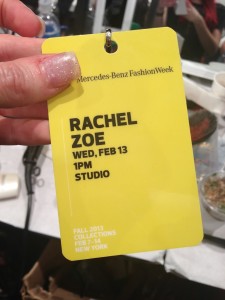 Mercedes-Benz FashionWeek
RACHEL
ZOE
WED, FEB 13
1PM
STUDIO
FALL 2013
COLLECTIONS
FEB 7-14
NEW YORK